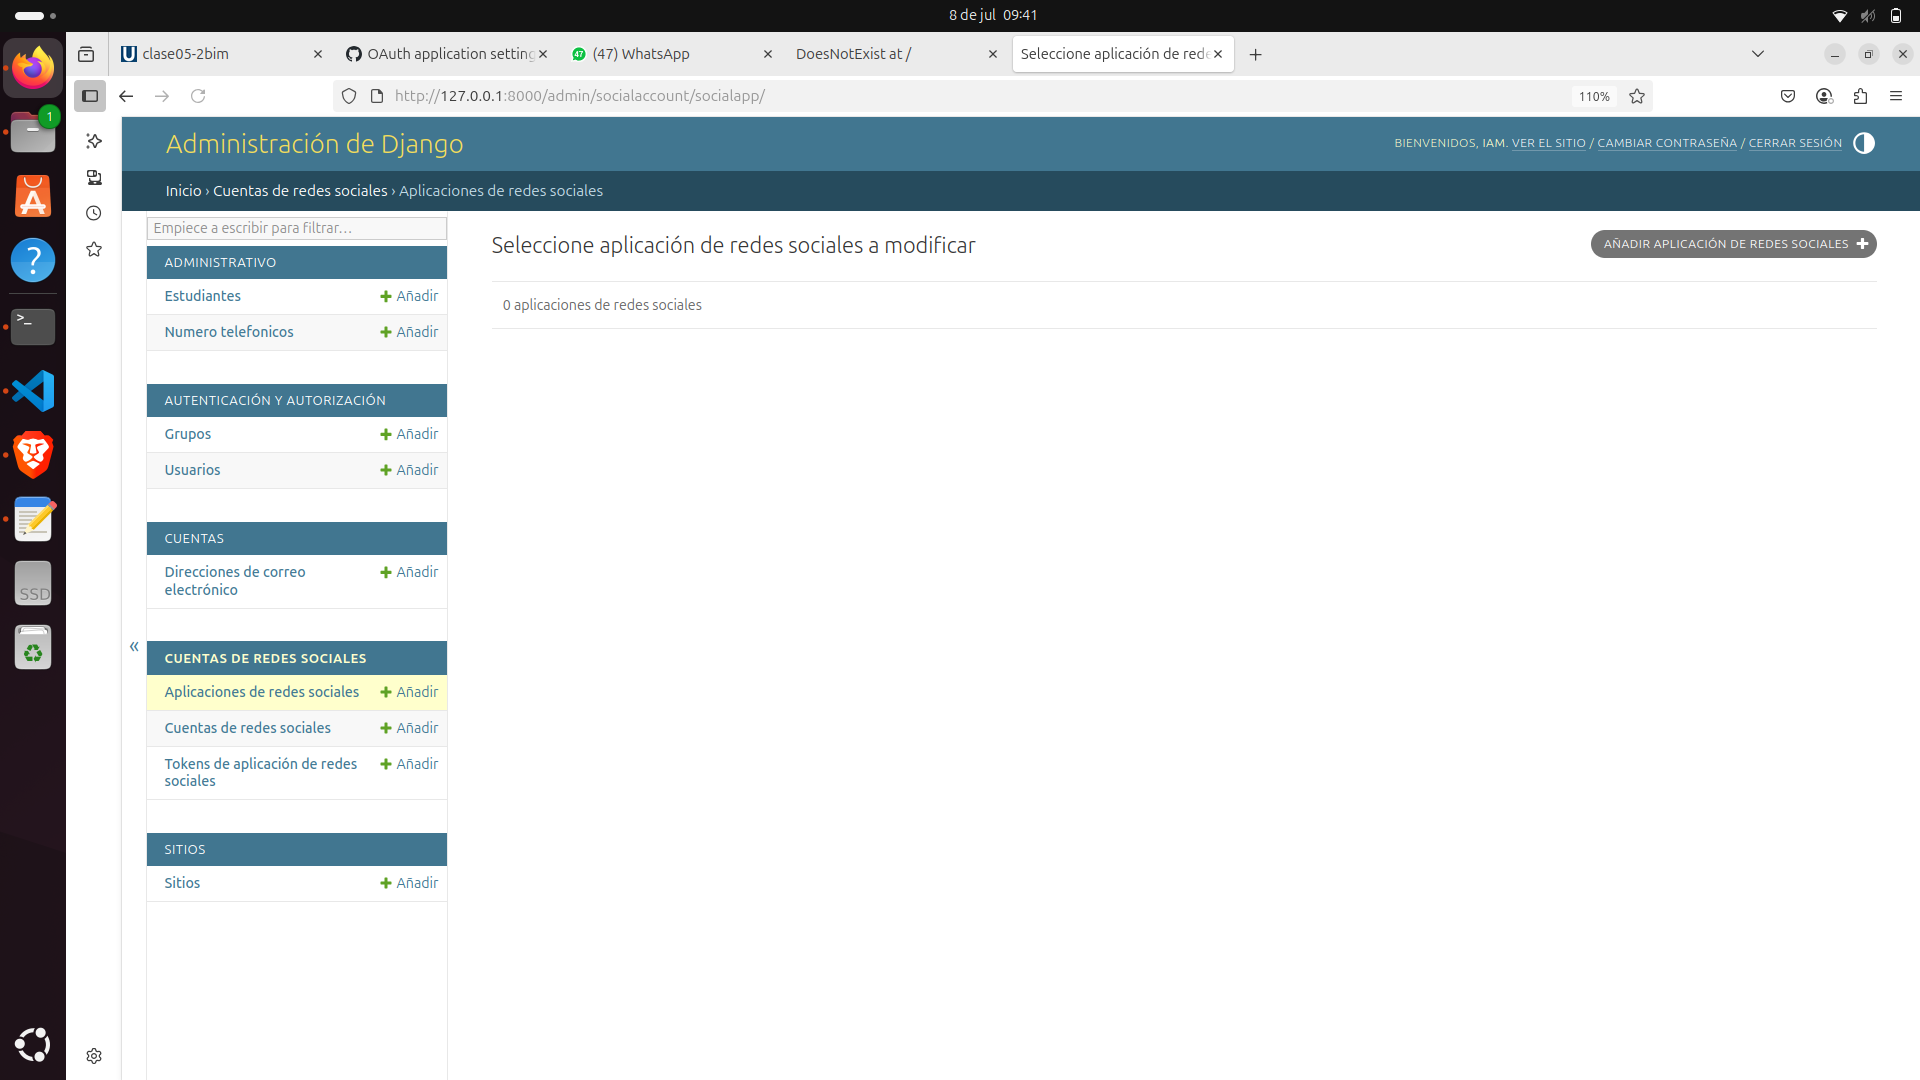 8 de jul 09:41
clase05-2bim
OAuth application setting
(47) WhatsApp
DoesNotExist at /
Seleccione aplicación de rede
http://127.0.0.1:8000/admin/socialaccount/socialapp/
110%
1
Administración de Django
BIENVENIDOS, IAM. VER EL SITIO / CAMBIAR CONTRASEÑA / CERRAR SESIÓN
Inicio › Cuentas de redes sociales › Aplicaciones de redes sociales
Empiece a escribir para filtrar…
ADMINISTRATIVO
Estudiantes
Añadir
Numero telefonicos
Añadir
AUTENTICACIÓN Y AUTORIZACIÓN
Grupos
Añadir
Usuarios
Añadir
CUENTAS
Direcciones de correo
electrónico
Añadir
«
CUENTAS DE REDES SOCIALES
Aplicaciones de redes sociales
Añadir
Cuentas de redes sociales
Añadir
Tokens de aplicación de redes
sociales
Añadir
SITIOS
Sitios
Añadir
Seleccione aplicación de redes sociales a modificar
AÑADIR APLICACIÓN DE REDES SOCIALES
0 aplicaciones de redes sociales
SSD